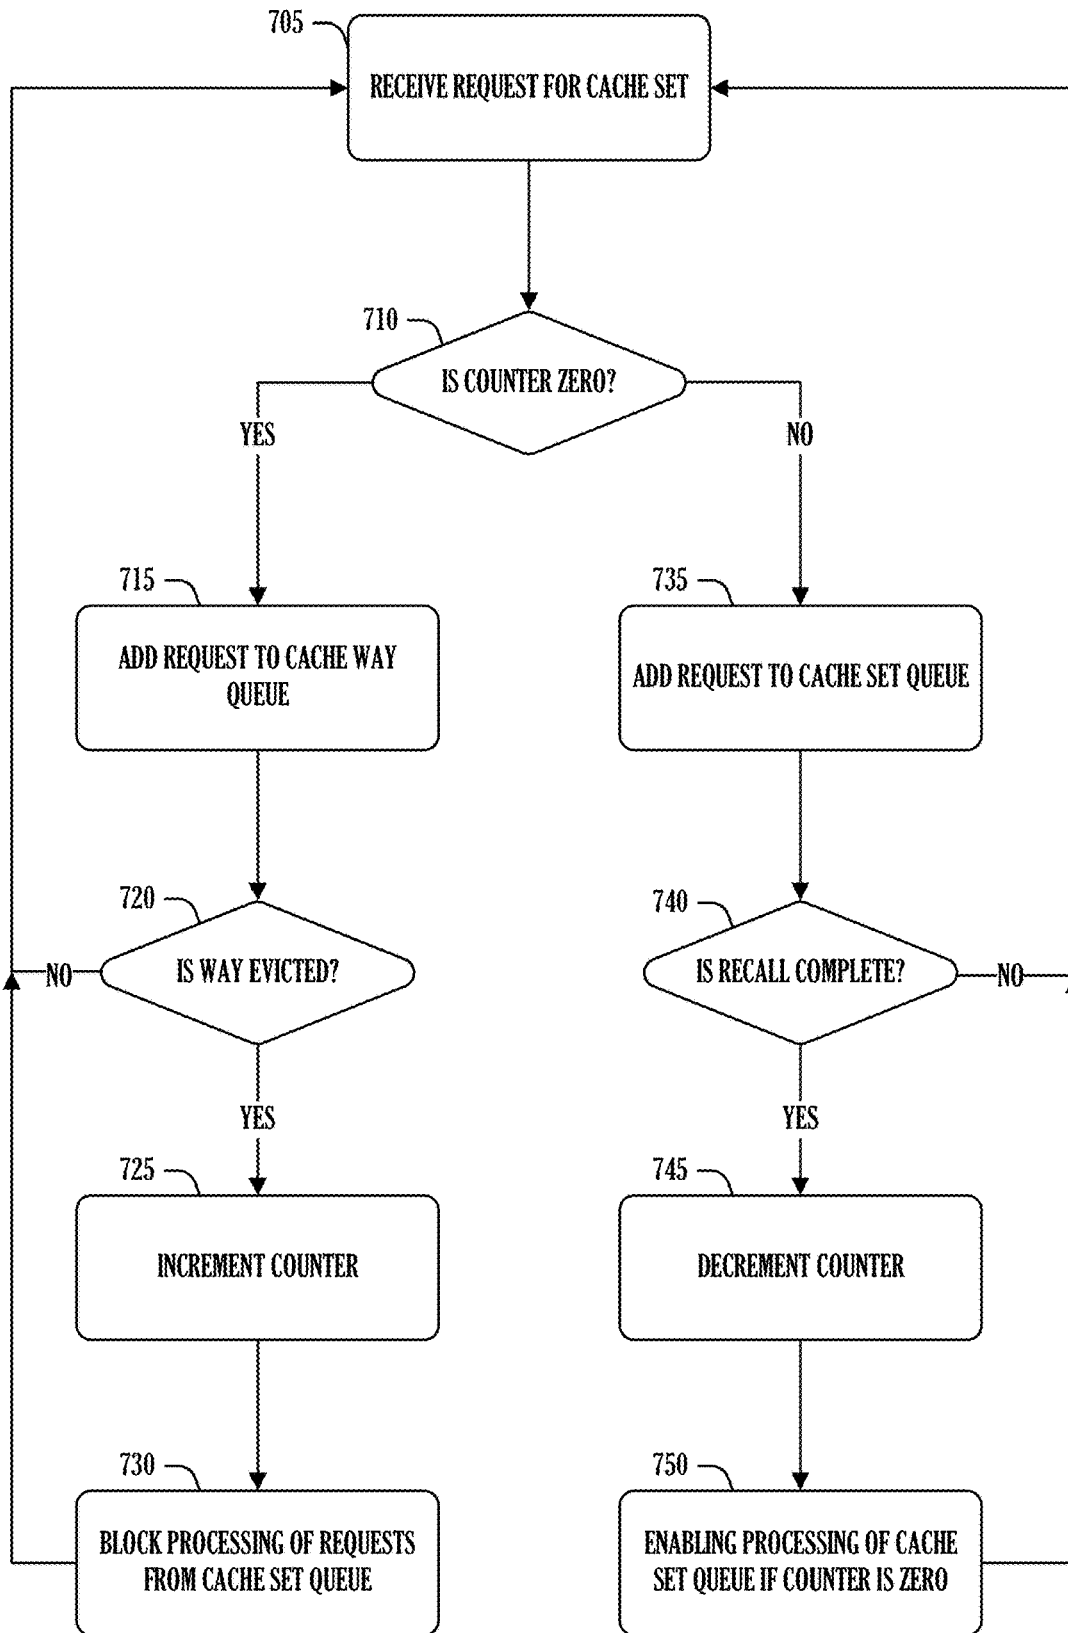 705
RECEIVE REQUEST FOR CACHE SET
710
IS COUNTER ZERO?
YES
NO
715
ADD REQUEST TO CACHE WAY
QUEUE
735
ADD REQUEST TO CACHE SET QUEUE
720
IS WAY EVICTED?
NO
YES
740
IS RECALL COMPLETE?
NO
YES
725
INCREMENT COUNTER
745
DECREMENT COUNTER
730
BLOCK PROCESSING OF REQUESTS
FROM CACHE SET QUEUE
750
ENABLING PROCESSING OF CACHE
SET QUEUE IF COUNTER IS ZERO